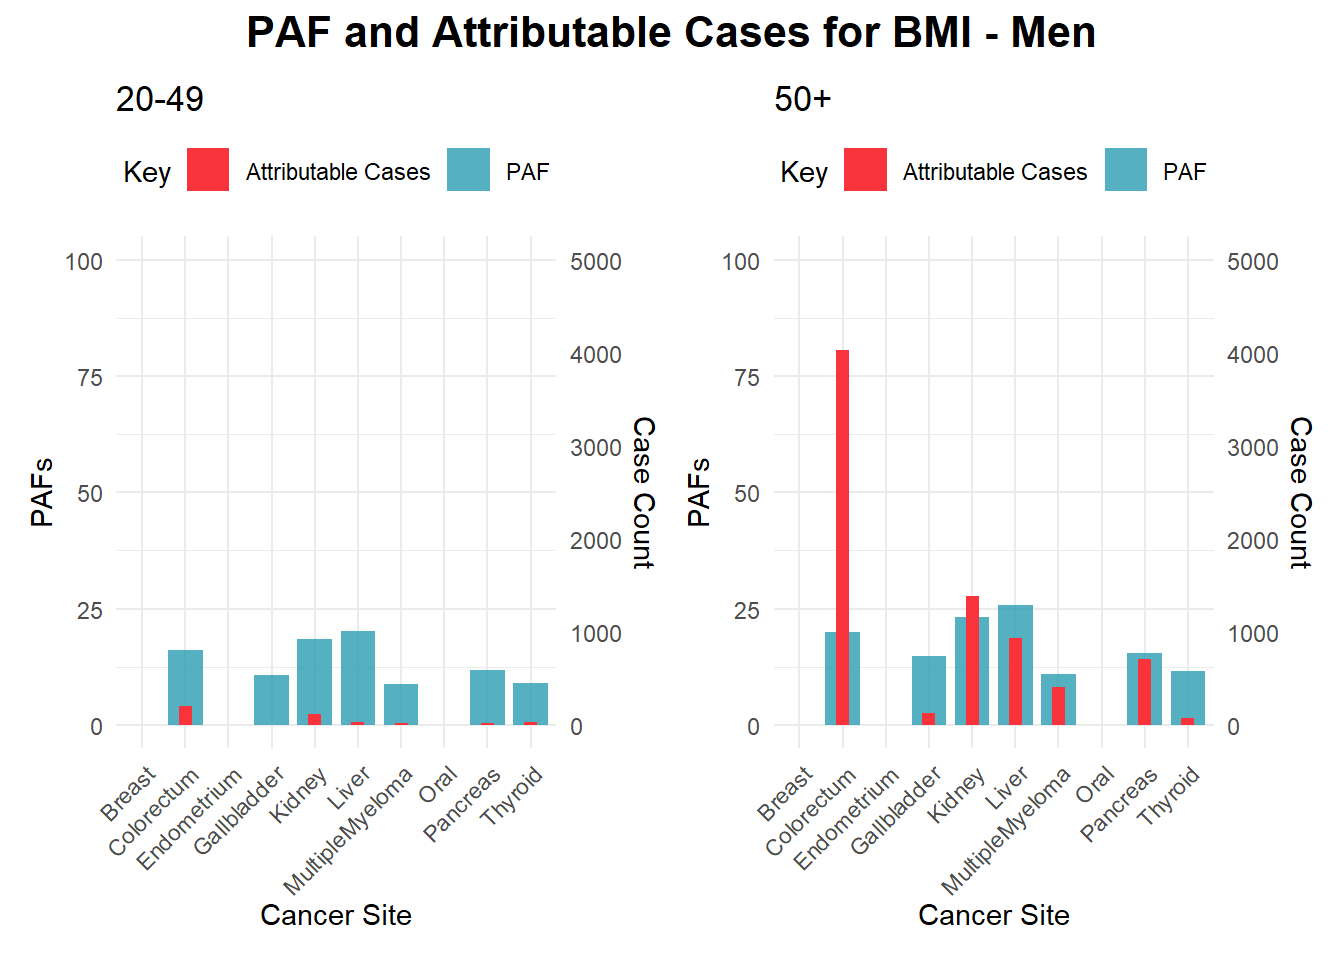 PAF and Attributable Cases for BMI - Men
20-49
Key Attributable Cases PAF
100
75
50
25
0
PAFs
5000
4000
3000
2000
1000
0
Case Count
Breast
Colorectum
Endometrium
Gallbladder
Kidney
Liver
MultipleMyeloma
Oral
Pancreas
Thyroid
Cancer Site
50+
Key Attributable Cases PAF
100
75
50
25
0
PAFs
5000
4000
3000
2000
1000
0
Case Count
Breast
Colorectum
Endometrium
Gallbladder
Kidney
Liver
MultipleMyeloma
Oral
Pancreas
Thyroid
Cancer Site